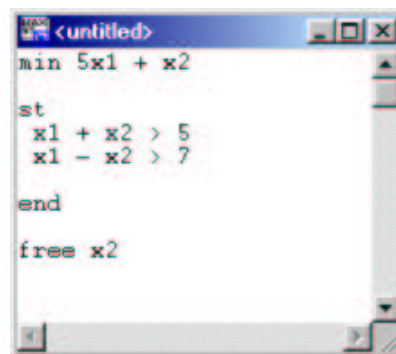 <untitled>
min 5x1 + x2
st
x1 + x2 > 5
x1 - x2 > 7
end
free x2